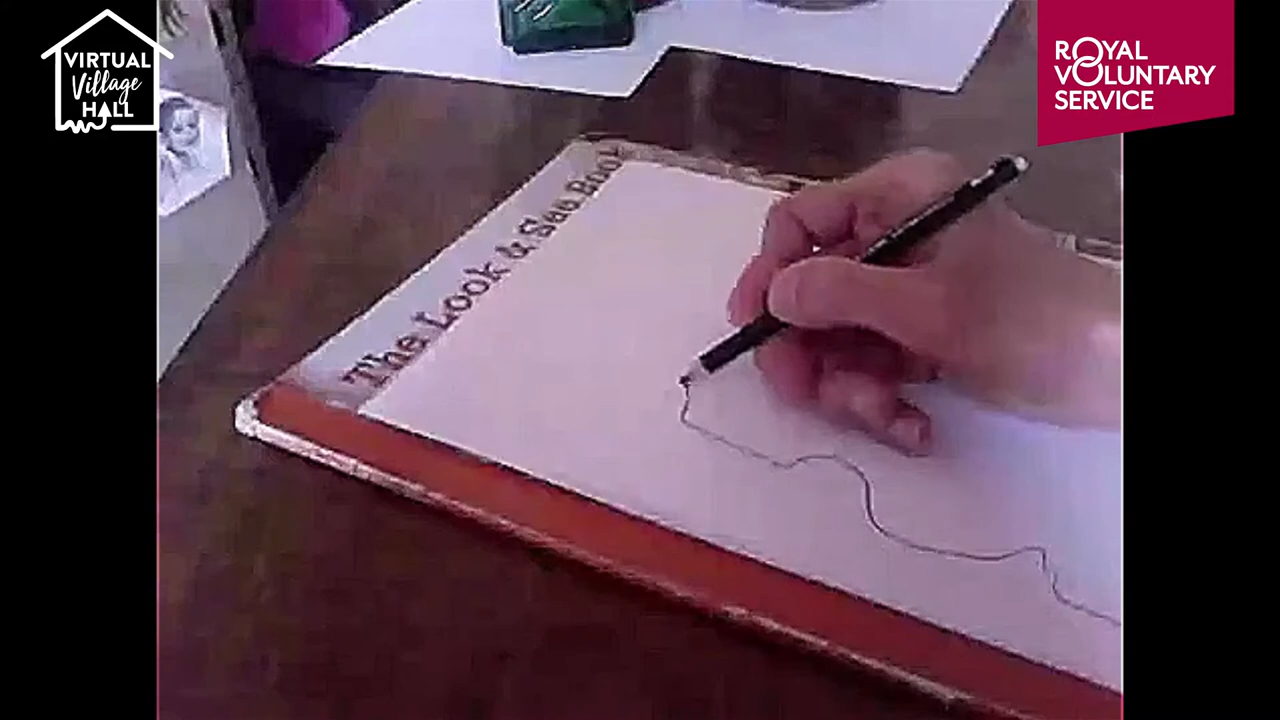 VIRTUAL
Village
HALL
ROYAL
VOLUNTARY
SERVICE
The Look & See Book